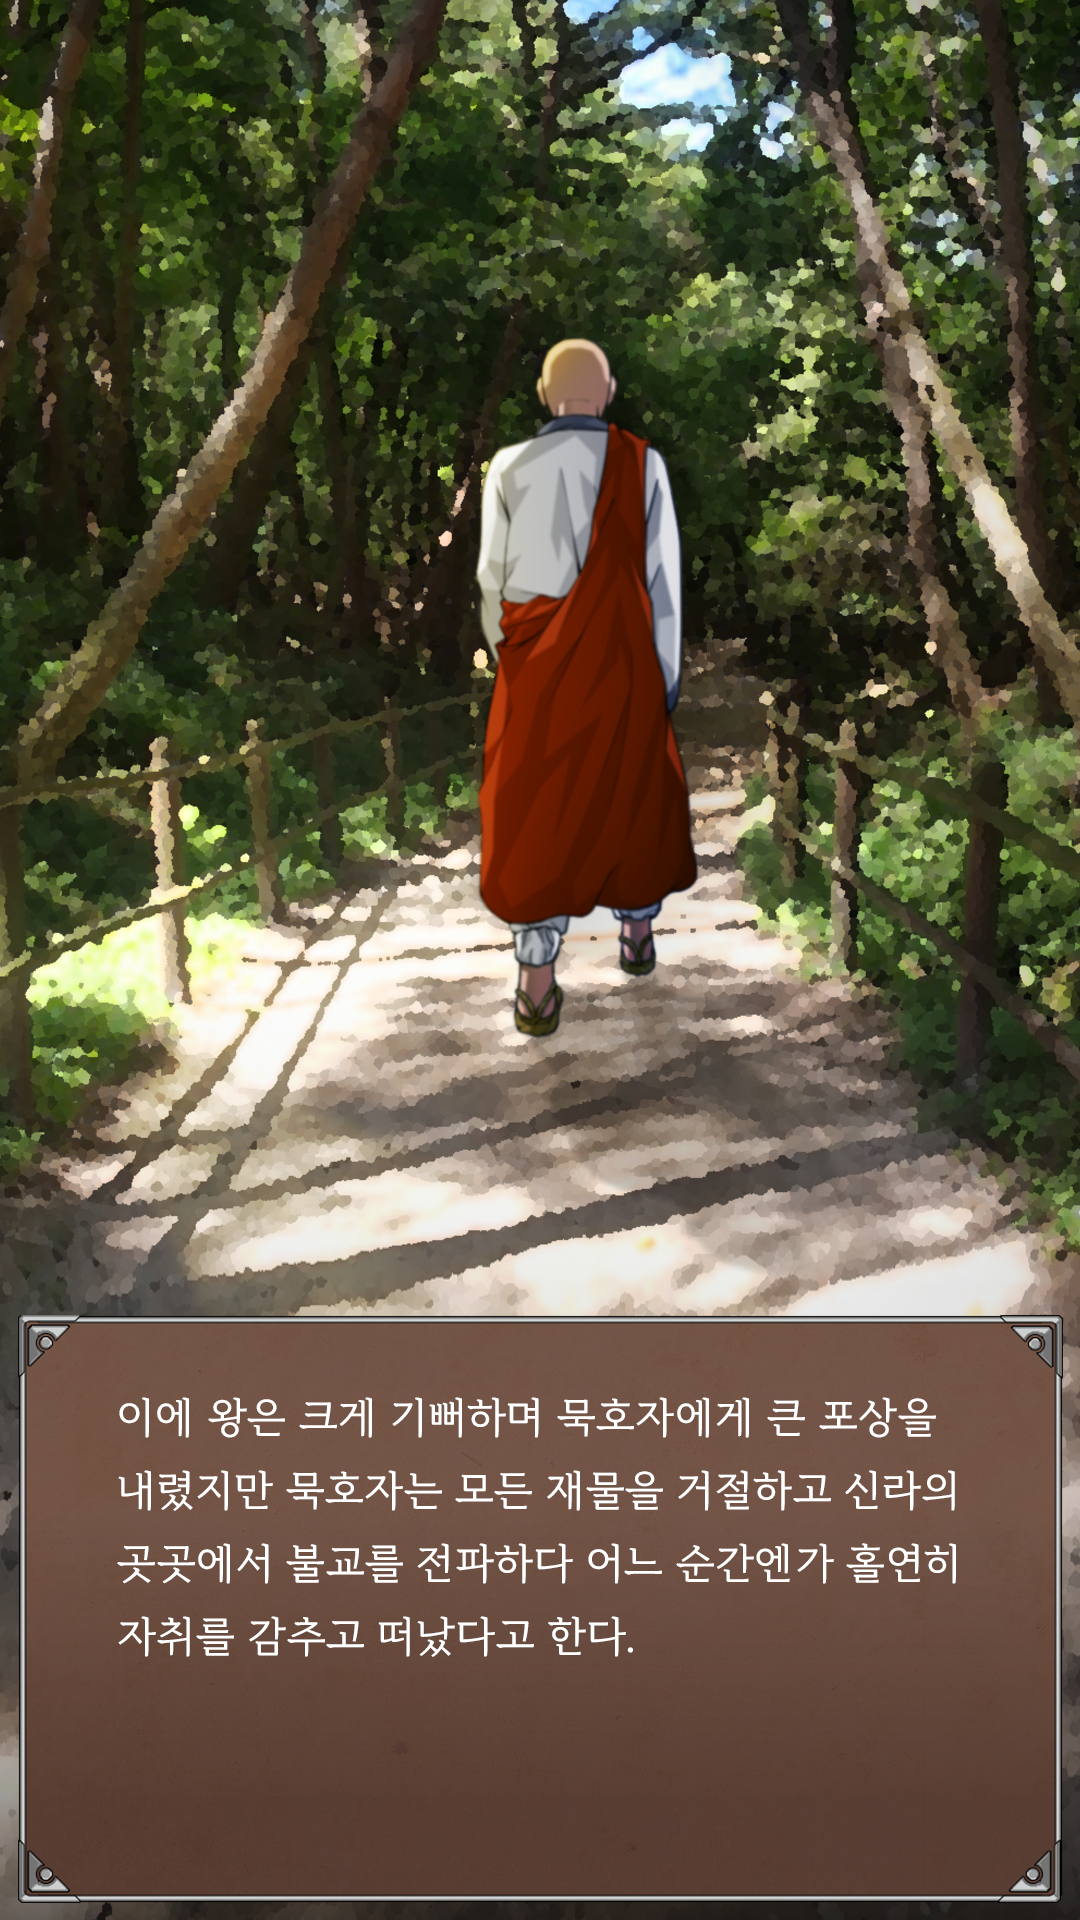 이에 왕은 크게 기뻐하며 묵호자에게 큰 포상을
내렸지만 묵호자는 모든 재물을 거절하고 신라의
곳곳에서 불교를 전파하다 어느 순간엔가 홀연히
자취를 감추고 떠났다고 한다.